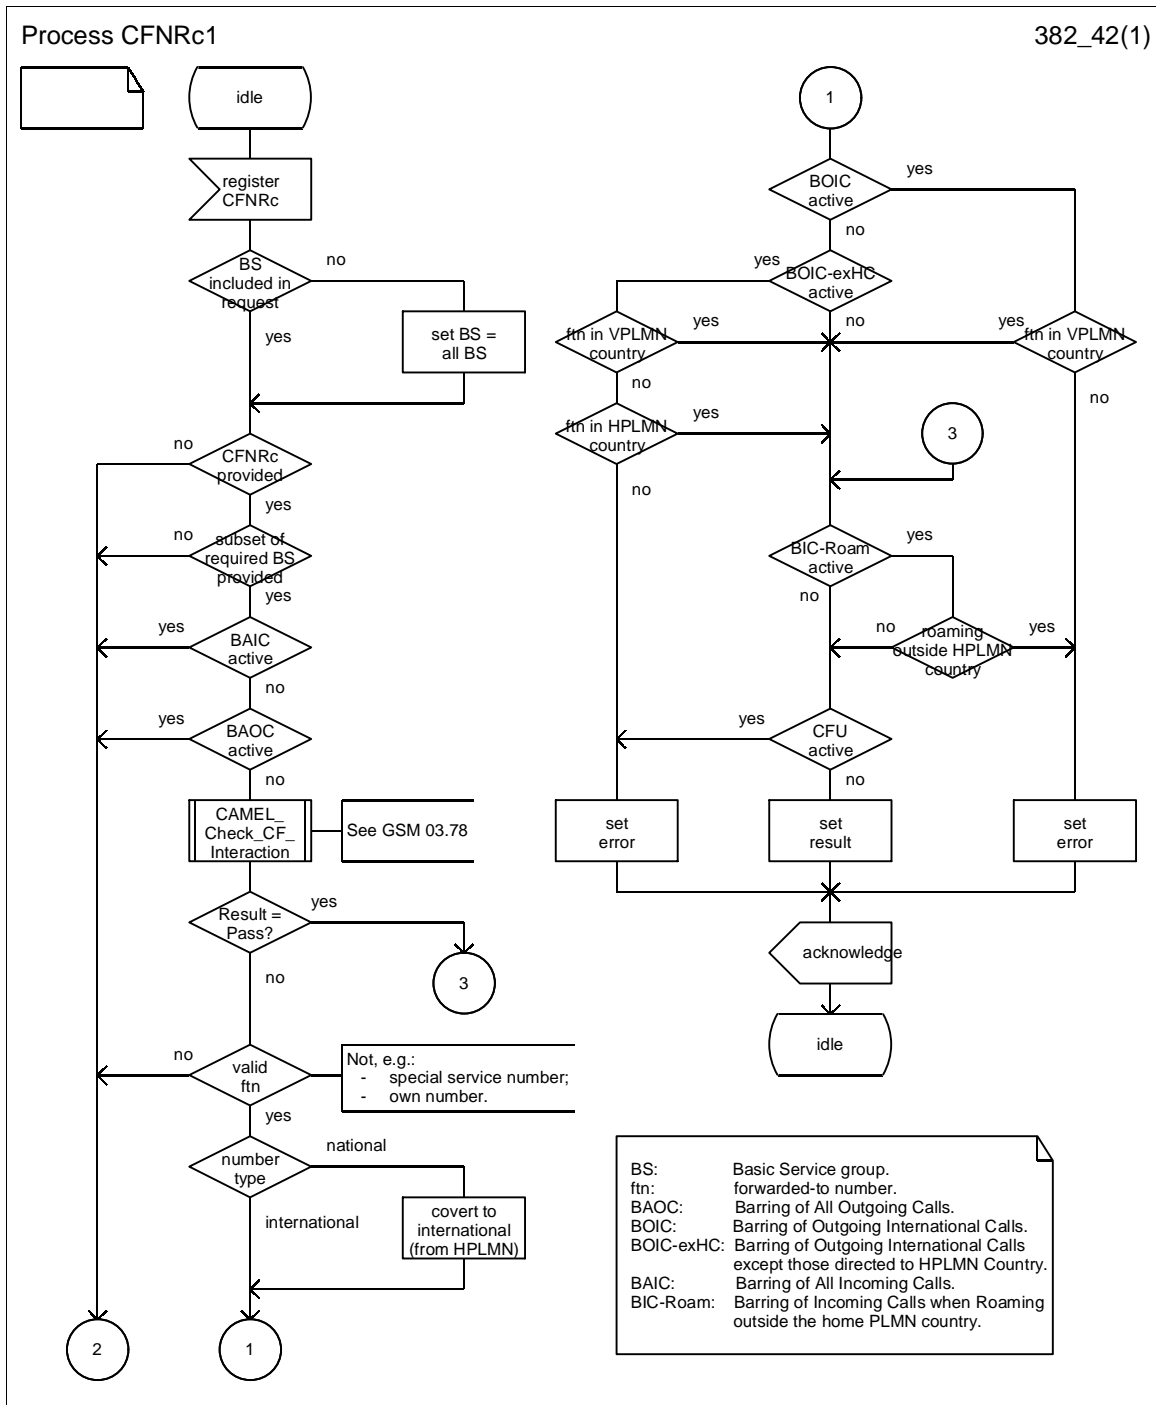 Process CFNRc1
382_42(1)
idle
register
CFNRc
BS
included in
request
no
yes
set BS =
all BS
no
CFNRc
provided
yes
no
subset of
required BS
provided
yes
yes
BAIC
active
no
yes
BAOC
active
no
CAMEL_
Check_CF_
Interaction
See GSM 03.78
Result =
Pass?
yes
no
3
no
valid
ftn
yes
Not, e.g.:
- special service number;
- own number.
number
type
national
international
covert to
international
(from HPLMN)
2
1
1
BOIC
active
yes
no
yes
BOIC-exHC
active
no
ftn in VPLMN
country
yes
no
yes
ftn in VPLMN
country
no
ftn in HPLMN
country
yes
no
3
BIC-Roam
active
yes
no
no
roaming
outside HPLMN
country
yes
yes
CFU
active
no
set
error
set
result
set
error
acknowledge
idle
BS: Basic Service group.
ftn: forwarded-to number.
BAOC: Barring of All Outgoing Calls.
BOIC: Barring of Outgoing International Calls.
BOIC-exHC: Barring of Outgoing International Calls
except those directed to HPLMN Country.
BAIC: Barring of All Incoming Calls.
BIC-Roam: Barring of Incoming Calls when Roaming
outside the home PLMN country.